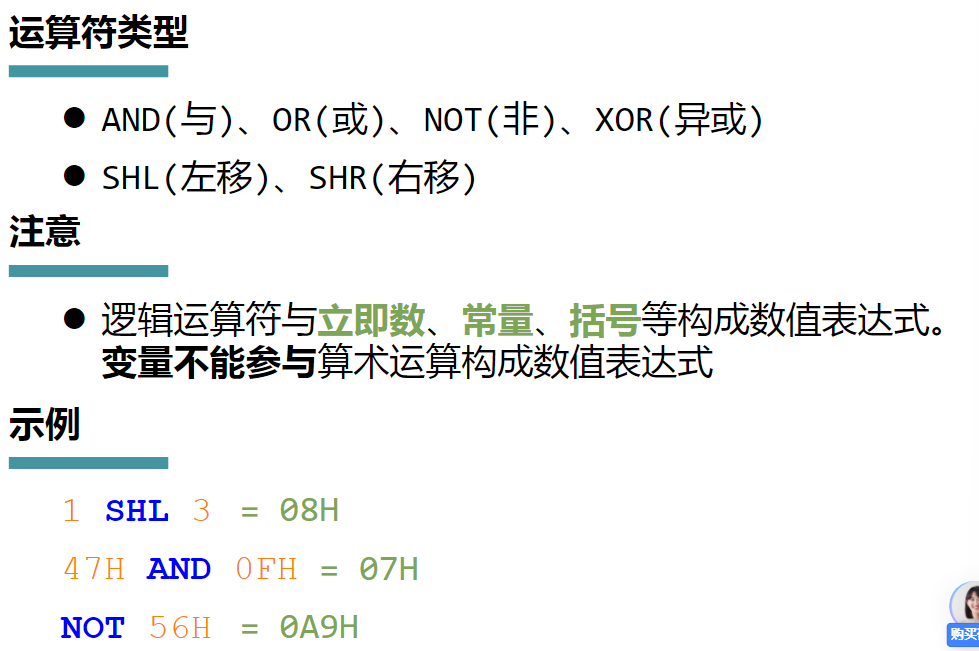 运算符类型
● AND(与)、OR(或)、NOT(非)、XOR(异或)
● SHL(左移)、SHR(右移)
注意
● 逻辑运算符与立即数、常量、括号等构成数值表达式。
变量不能参与算术运算构成数值表达式
示例
1 SHL 3 = 08H
47H AND 0FH = 07H
NOT 56H = 0A9H
购买